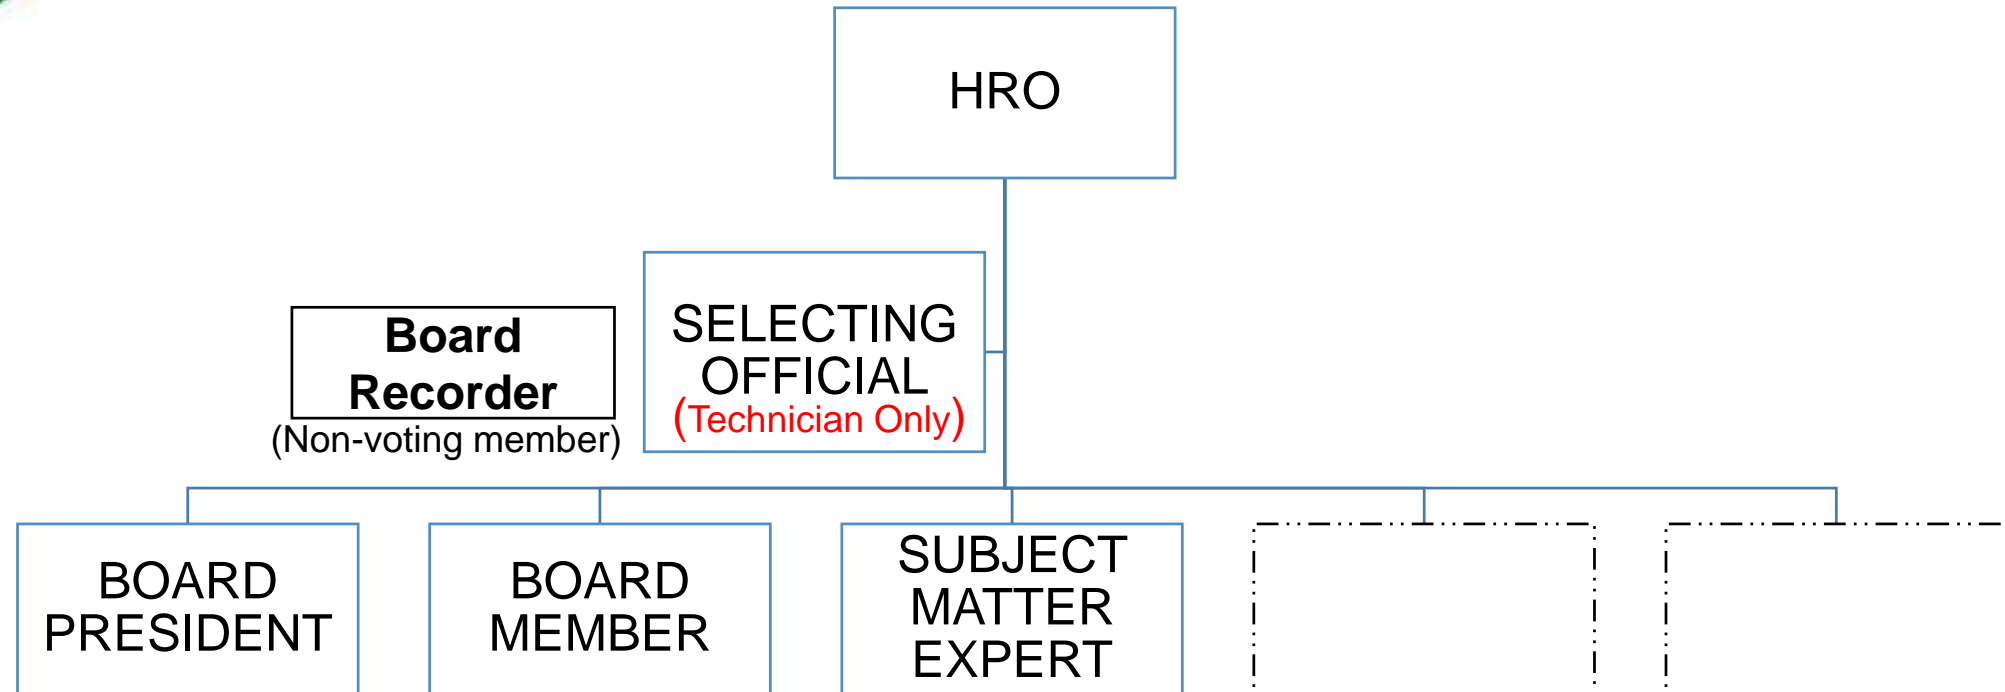 HRO
SELECTING
OFFICIAL
(Technician Only)
Board
Recorder
(Non-voting member)
BOARD
PRESIDENT
BOARD
MEMBER
SUBJECT
MATTER
EXPERT